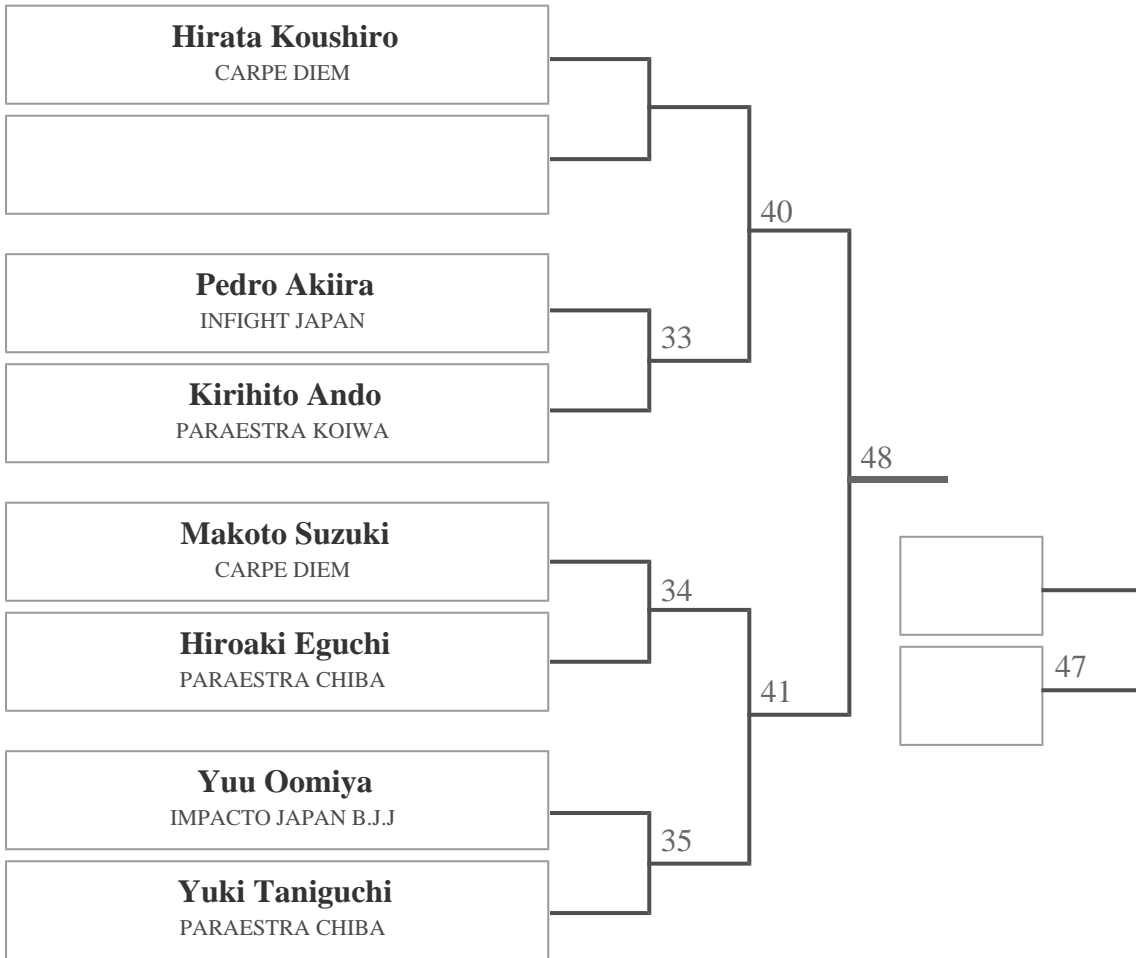 Hirata Koushiro
CARPE DIEM
40
Pedro Akiira
INFIGHT JAPAN
33
Kirihito Ando
PARAESTRA KOIWA
48
Makoto Suzuki
CARPE DIEM
34
Hiroaki Eguchi
PARAESTRA CHIBA
41
47
Yuu Oomiya
IMPACTO JAPAN B.J.J
35
Yuki Taniguchi
PARAESTRA CHIBA